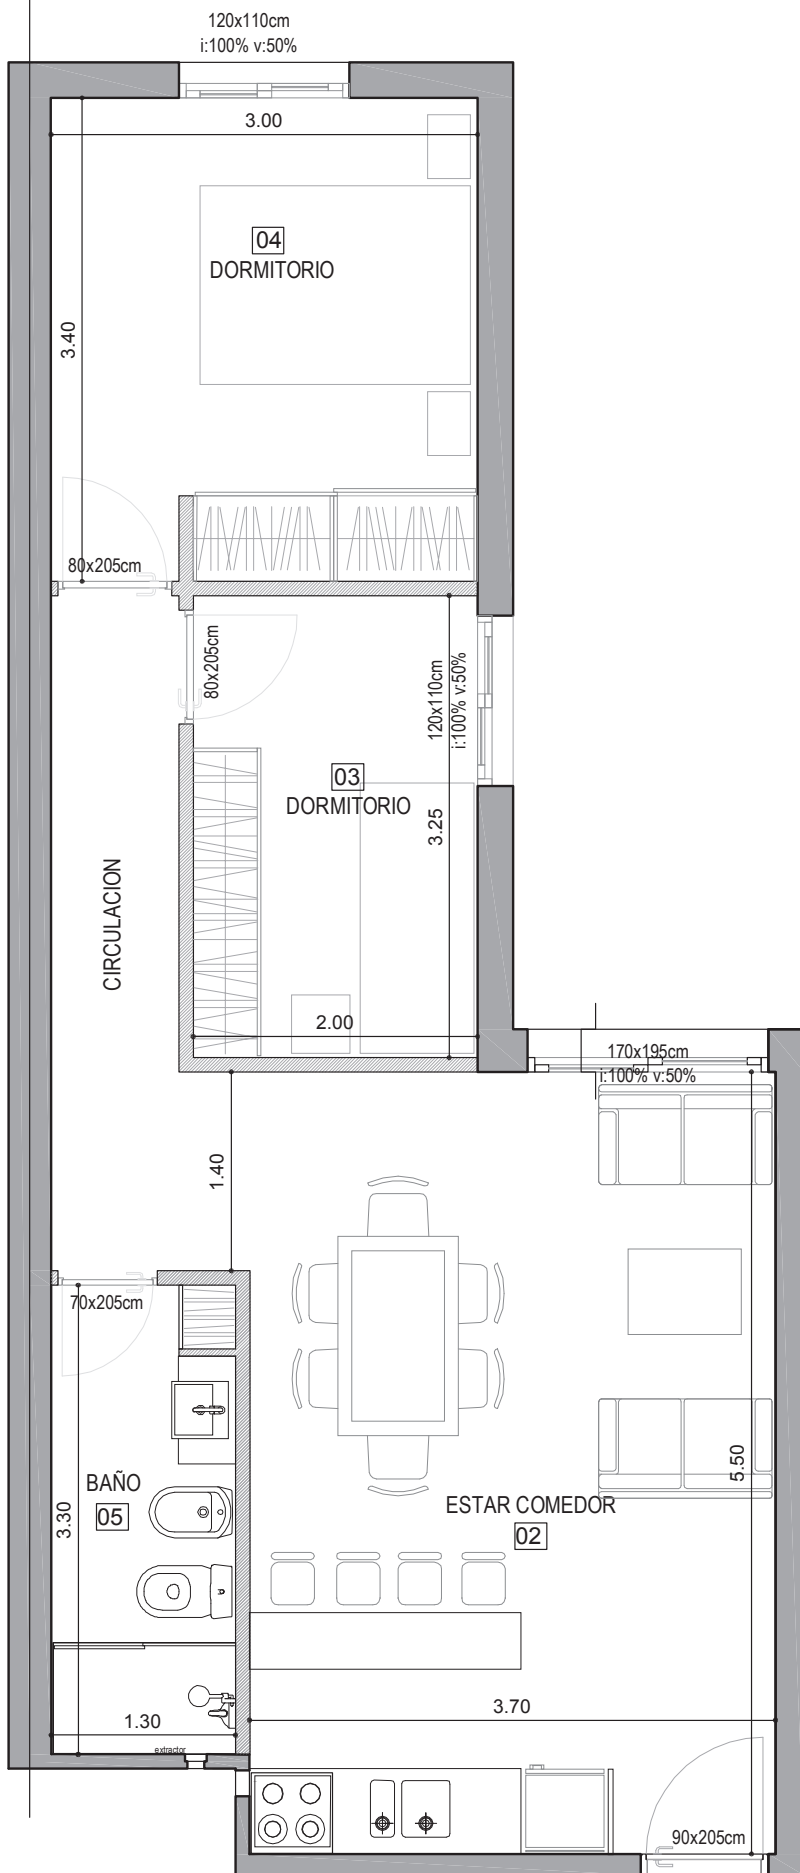 120x110cm
i:100% v:50%
3.00
04
DORMITORIO
3.40
80x205cm
80x205cm
120x110cm
i:100% v:50%
03
DORMITORIO
3.25
CIRCULACION
2.00
170x195cm
i:100% v:50%
1.40
70x205cm
BAÑO
05
3.30
5.50
ESTAR COMEDOR
02
1.30
3.70
extractor
90x205cm